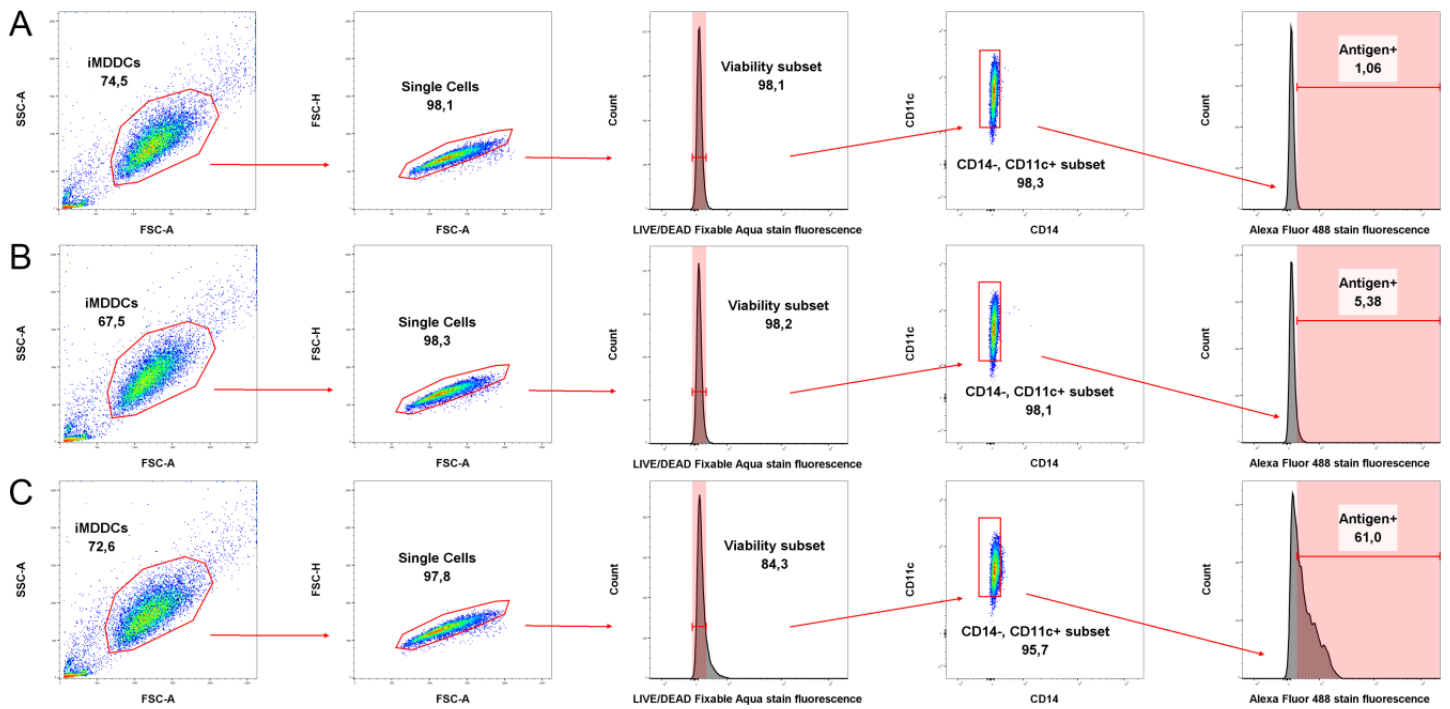 A
SSC-A
iMDDCs
74,5
FSC-A
FSC-H
Single Cells
98,1
FSC-A
Count
Viability subset
98,1
LIVE/DEAD Fixable Aqua stain fluorescence
CD11c
CD14-, CD11c+ subset
98,3
CD14
Count
Antigen+
1,06
Alexa Fluor 488 stain fluorescence
B
SSC-A
iMDDCs
67,5
FSC-A
FSC-H
Single Cells
98,3
FSC-A
Count
Viability subset
98,2
LIVE/DEAD Fixable Aqua stain fluorescence
CD11c
CD14-, CD11c+ subset
98,1
CD14
Count
Antigen+
5,38
Alexa Fluor 488 stain fluorescence
C
SSC-A
iMDDCs
72,6
FSC-A
FSC-H
Single Cells
97,8
FSC-A
Count
Viability subset
84,3
LIVE/DEAD Fixable Aqua stain fluorescence
CD11c
CD14-, CD11c+ subset
95,7
CD14
Count
Antigen+
61,0
Alexa Fluor 488 stain fluorescence